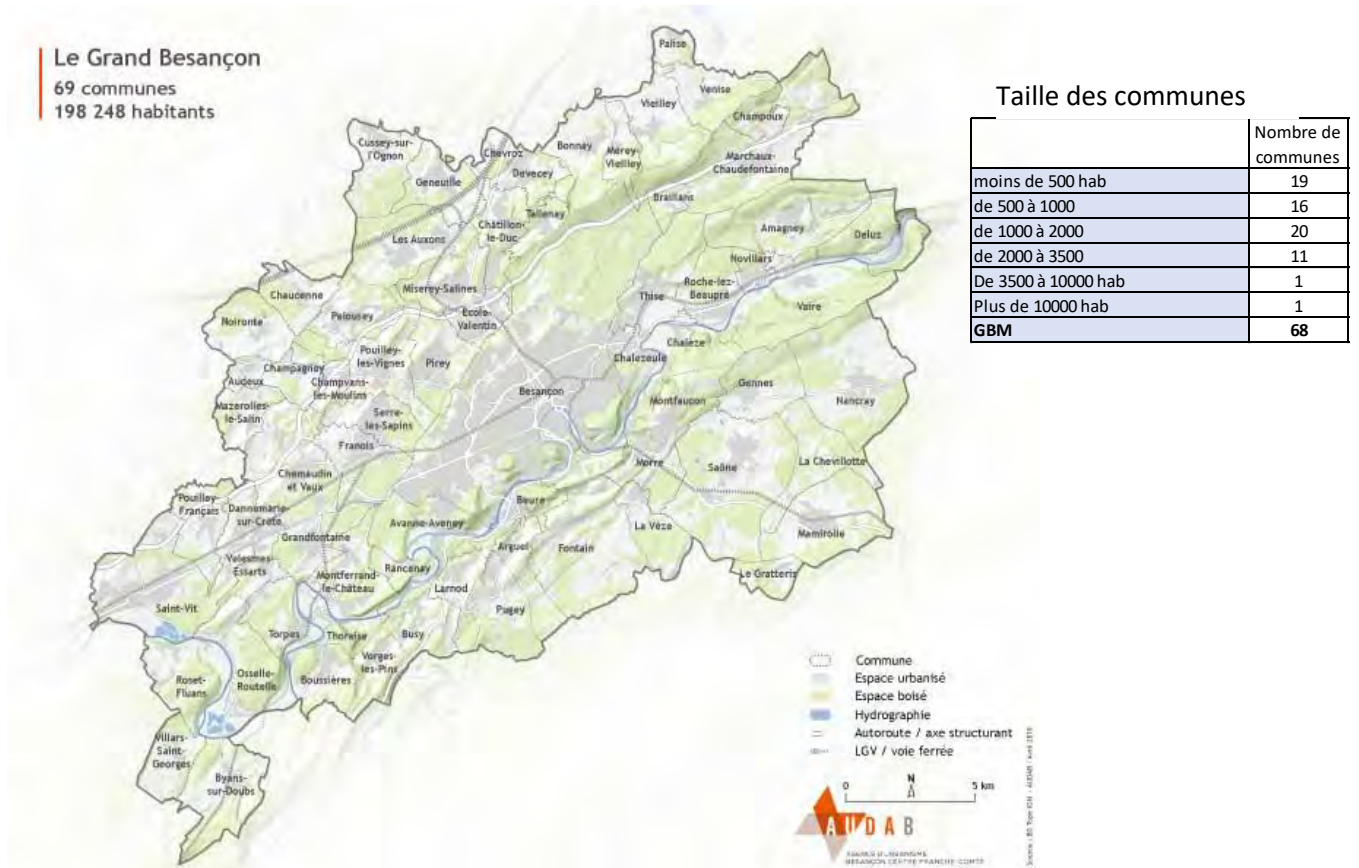 Le Grand Besançon
69 communes
198 248 habitants
Palise
Venise
Vieilley
Champoux
Cussey-sur-
l'Ognon
Chevroz
Bonnay
Mérey-
Vieilley
Marchaux-
Chaudefontaine
Geneuille
Devecey
Braillans
Tallenay
Châtillon-
le-Duc
Les Auxons
Amagney
Deluz
Novillars
Roche-lez-
Beaupré
Miserey-Salines
Thise
Vaire
Chaucenne
Ecole-
Valentin
Noironte
Pelousey
Pouilley-
les-Vignes
Pirey
Chalèze
Chalezeule
Champagney
Audeux
Champvans-
les-Moulins
Besançon
Gennes
Montfaucon
Nancray
Mazerolles-
le-Salin
Serre-
les-Sapins
Franois
Morre
Saône
La Chevillotte
Chemaudin
et Vaux
Pouilley-
Français
Dannemarie-
sur-Crète
Beure
Avanne-Aveney
La Vèze
Mamirolle
Grandfontaine
Arguel
Fontain
Velesmes-
Essarts
Montferrand-
le-Château
Rancenay
Larnod
Le Gratteris
Saint-Vit
Pugey
Torpes
Thoraise
Busy
Vorges-
les-Pins
Roset-
Fluans
Osselle-
Routelle
Boussières
Villars-
Saint-
Georges
Byans-
sur-Doubs
Commune
Espace urbanisé
Espace boisé
Hydrographie
Autoroute / axe structurant
LGV / voie ferrée
N
0 5 km
AUDAB
AGENCE D'URBANISME
BESANÇON CENTRE FRANCHE-COMTÉ
Taille des communes
Nombre de
communes
moins de 500 hab 19
de 500 à 1000 16
de 1000 à 2000 20
de 2000 à 3500 11
De 3500 à 10000 hab 1
Plus de 10000 hab 1
GBM 68